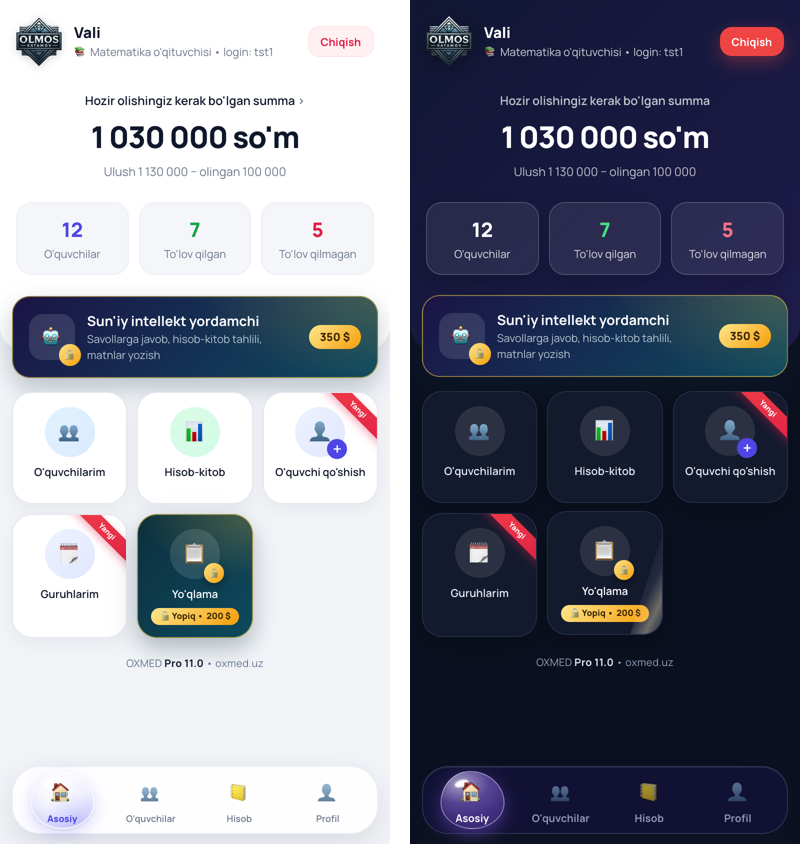 OLMOS
XATAMOV
Vali
Matematika o'qituvchisi • login: tst1
Chiqish
Hozir olishingiz kerak bo'lgan summa ›
1 030 000 so'm
Ulush 1 130 000 – olingan 100 000
12
O'quvchilar
7
To'lov qilgan
5
To'lov qilmagan
Sun'iy intellekt yordamchi
Savollarga javob, hisob-kitob tahlili,
matnlar yozish
350 $
O'quvchilarim
Hisob-kitob
Yangi
O'quvchi qo'shish
Yangi
Guruhlarim
Yo'qlama
Yopiq • 200 $
OXMED Pro 11.0 • oxmed.uz
Asosiy
O'quvchilar
Hisob
Profil
OLMOS
XATAMOV
Vali
Matematika o'qituvchisi • login: tst1
Chiqish
Hozir olishingiz kerak bo'lgan summa
1 030 000 so'm
Ulush 1 130 000 – olingan 100 000
12
O'quvchilar
7
To'lov qilgan
5
To'lov qilmagan
Sun'iy intellekt yordamchi
Savollarga javob, hisob-kitob tahlili,
matnlar yozish
350 $
O'quvchilarim
Hisob-kitob
Yangi
O'quvchi qo'shish
Yangi
Guruhlarim
Yo'qlama
Yopiq • 200 $
OXMED Pro 11.0 • oxmed.uz
Asosiy
O'quvchilar
Hisob
Profil